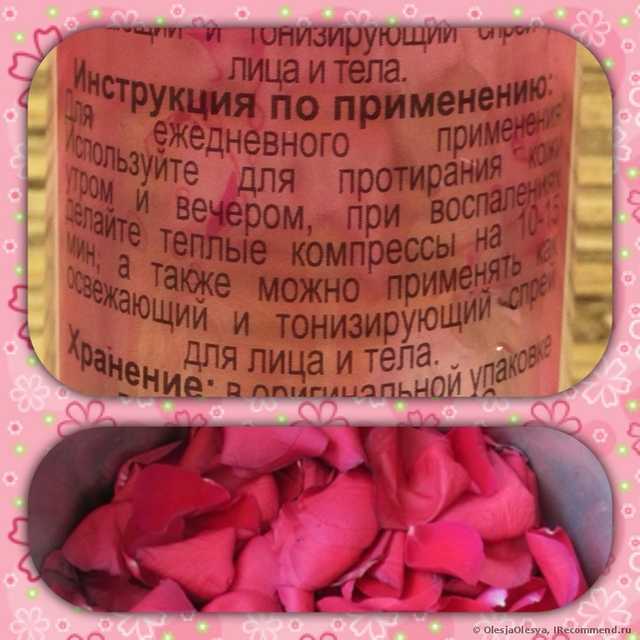 и тонизирующий спрей
лица и тела.
Инструкция по применению:
Для ежедневного применения
Используйте для протирания кожи
утром и вечером, при воспалениях
делайте теплые компрессы на 10-15
мин, а также можно применять как
освежающий и тонизирующий спрей
для лица и тела.
Хранение: в оригинальной упаковке
© OlesjaOlesya, IRecommend.ru